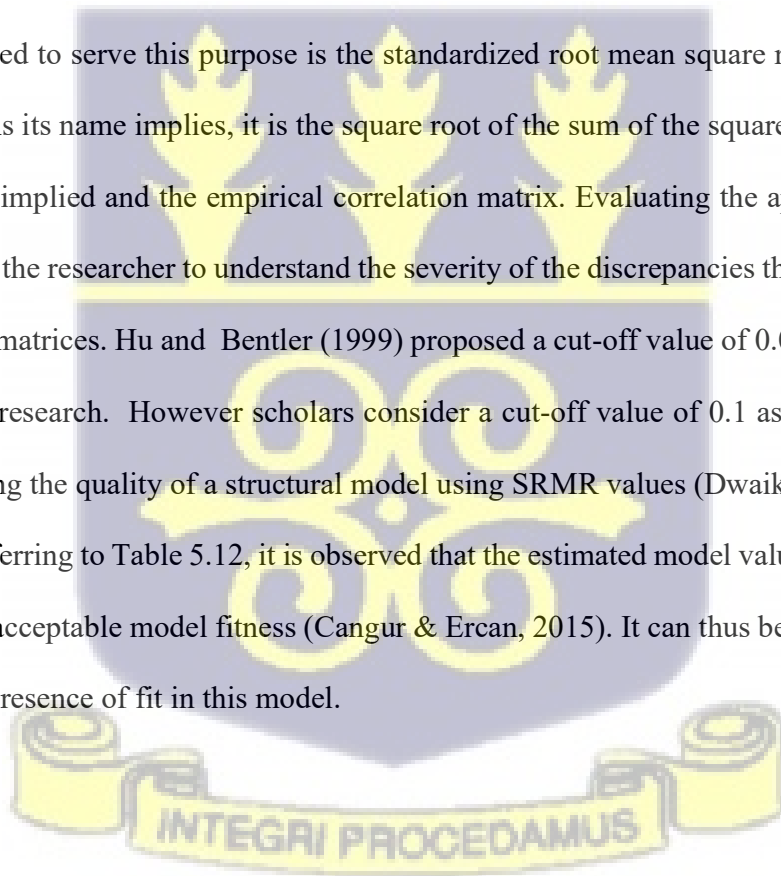 ed to serve this purpose is the standardized root mean square
s its name implies, it is the square root of the sum of the square
implied and the empirical correlation matrix. Evaluating the
the researcher to understand the severity of the discrepancies th
matrices. Hu and Bentler (1999) proposed a cut-off value of 0.
research. However scholars consider a cut-off value of 0.1 as
ng the quality of a structural model using SRMR values (Dwaik
ferring to Table 5.12, it is observed that the estimated model valu
acceptable model fitness (Cangur & Ercan, 2015). It can thus be
resence of fit in this model.
INTEGRI PROCEDAMUS